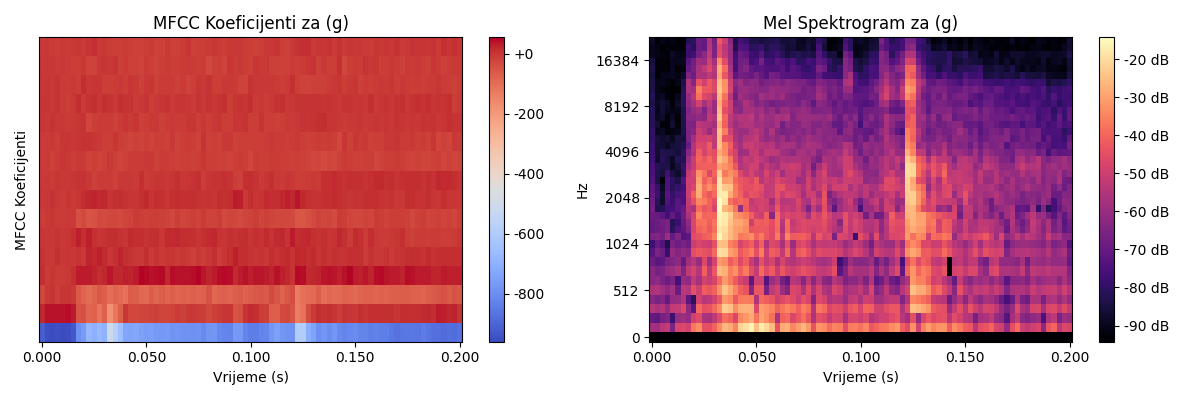 MFCC Koeficijenti za (g)
MFCC Koeficijenti
+0
-200
-400
-600
-800
0.000 0.050 0.100 0.150 0.200
Vrijeme (s)
Mel Spektrogram za (g)
Hz
16384
8192
4096
2048
1024
512
0
-20 dB
-30 dB
-40 dB
-50 dB
-60 dB
-70 dB
-80 dB
-90 dB
0.000 0.050 0.100 0.150 0.200
Vrijeme (s)